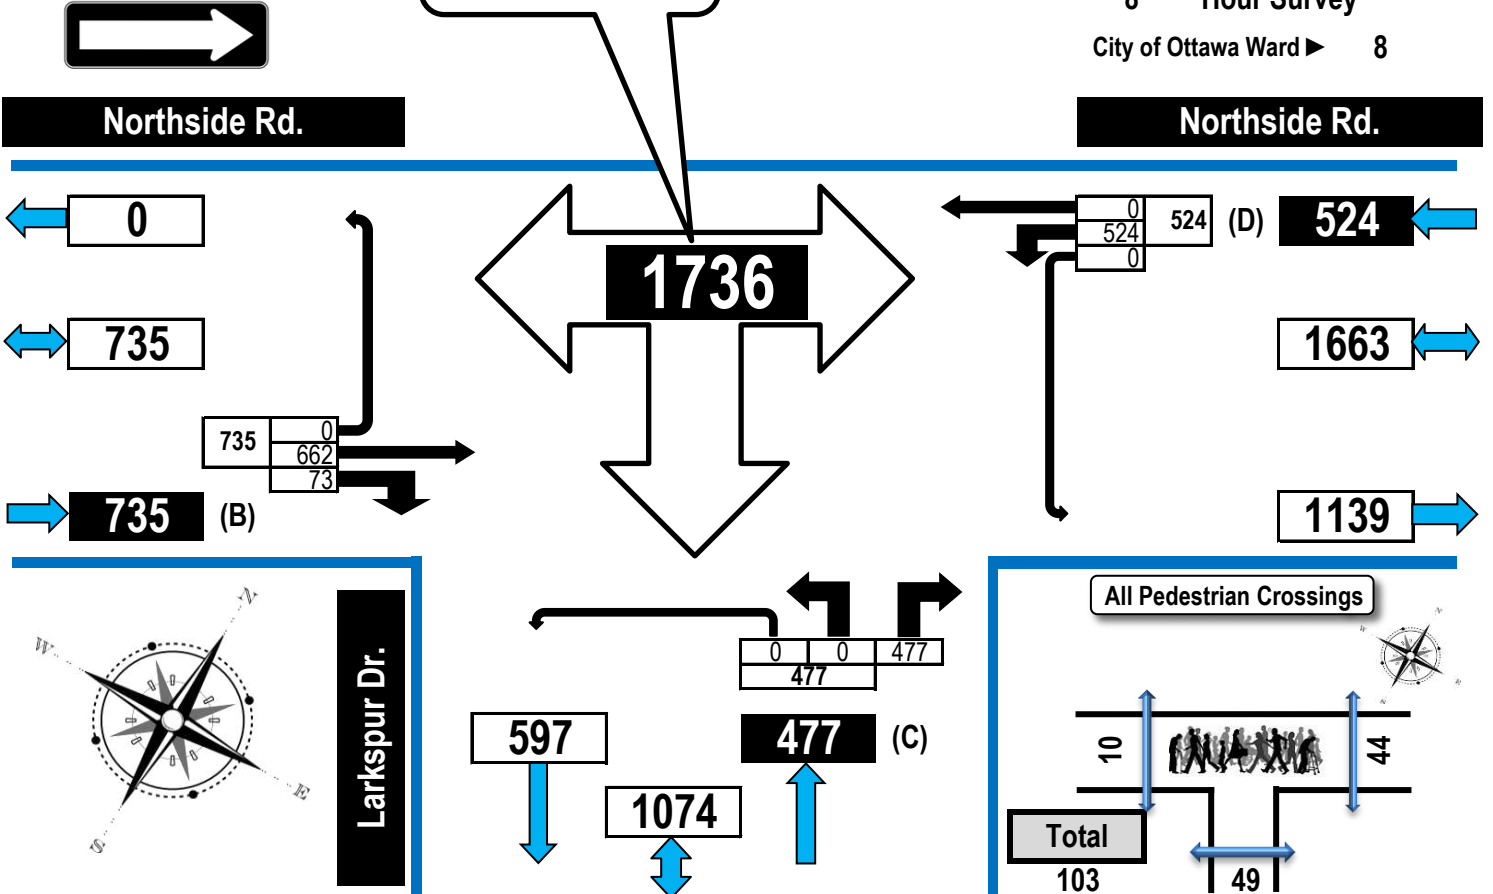 8 Hour Survey
City of Ottawa Ward ► 8
Northside Rd.
Northside Rd.
0
735
735
0
662
73
735 (B)
1736
0
524
0
524 (D) 524
1663
1139
N
W
E
S
Larkspur Dr.
0 0 477
477
597
477 (C)
1074
All Pedestrian Crossings
N
W
10
44
Total
103
49